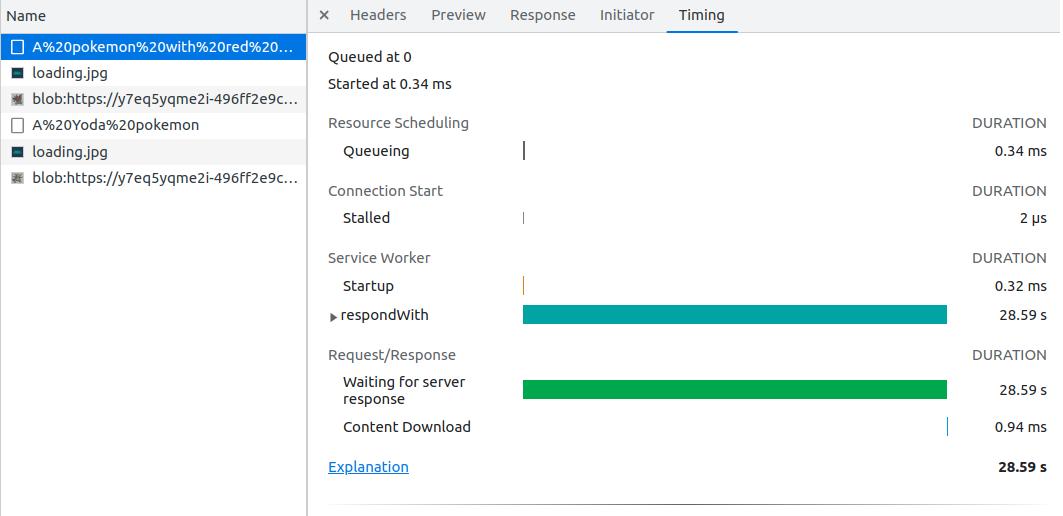 Name
A%20pokemon%20with%20red%20...
loading.jpg
blob:https://y7eq5yqme2i-496ff2e9c...
A%20Yoda%20pokemon
loading.jpg
blob:https://y7eq5yqme2i-496ff2e9c...
× Headers Preview Response Initiator Timing
Queued at 0
Started at 0.34 ms
Resource Scheduling DURATION
Queueing 0.34 ms
Connection Start DURATION
Stalled 2 µs
Service Worker DURATION
Startup 0.32 ms
respondWith 28.59 s
Request/Response DURATION
Waiting for server
response 28.59 s
Content Download 0.94 ms
Explanation 28.59 s